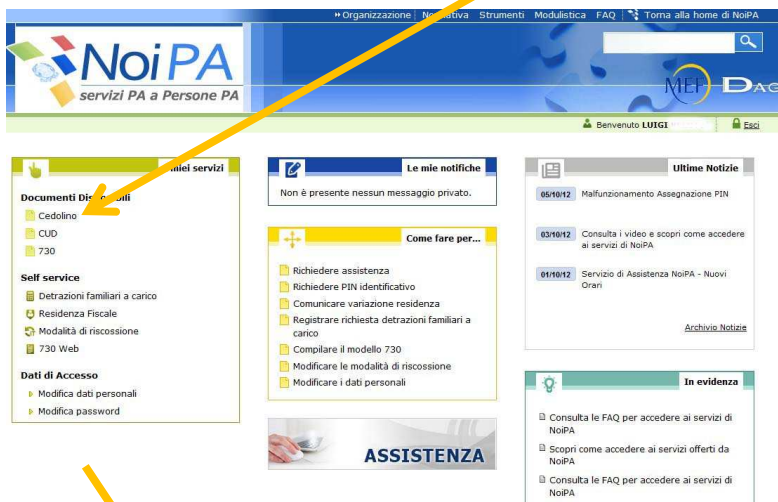 Organizzazione Normativa Strumenti Modulistica FAQ Torna alla home di NoiPA
NoiPA
servizi PA a Persone PA
MEF DAG
Benvenuto LUIGI Esci
miei servizi
Documenti Disponibili
Cedolino
CUD
730
Self service
Detrazioni familiari a carico
Residenza Fiscale
Modalità di riscossione
730 Web
Dati di Accesso
Modifica dati personali
Modifica password
Le mie notifiche
Non è presente nessun messaggio privato.
Come fare per...
Richiedere assistenza
Richiedere PIN identificativo
Comunicare variazione residenza
Registrare richiesta detrazioni familiari a
carico
Compilare il modello 730
Modificare le modalità di riscossione
Modificare i dati personali
ASSISTENZA
Ultime Notizie
05/10/12 Malfunzionamento Assegnazione PIN
03/10/12 Consulta i video e scopri come accedere
ai servizi di NoiPA
01/10/12 Servizio di Assistenza NoiPA - Nuovi
Orari
Archivio Notizie
In evidenza
Consulta le FAQ per accedere ai servizi di
NoiPA
Scopri come accedere ai servizi offerti da
NoiPA
Consulta le FAQ per accedere ai servizi di
NoiPA